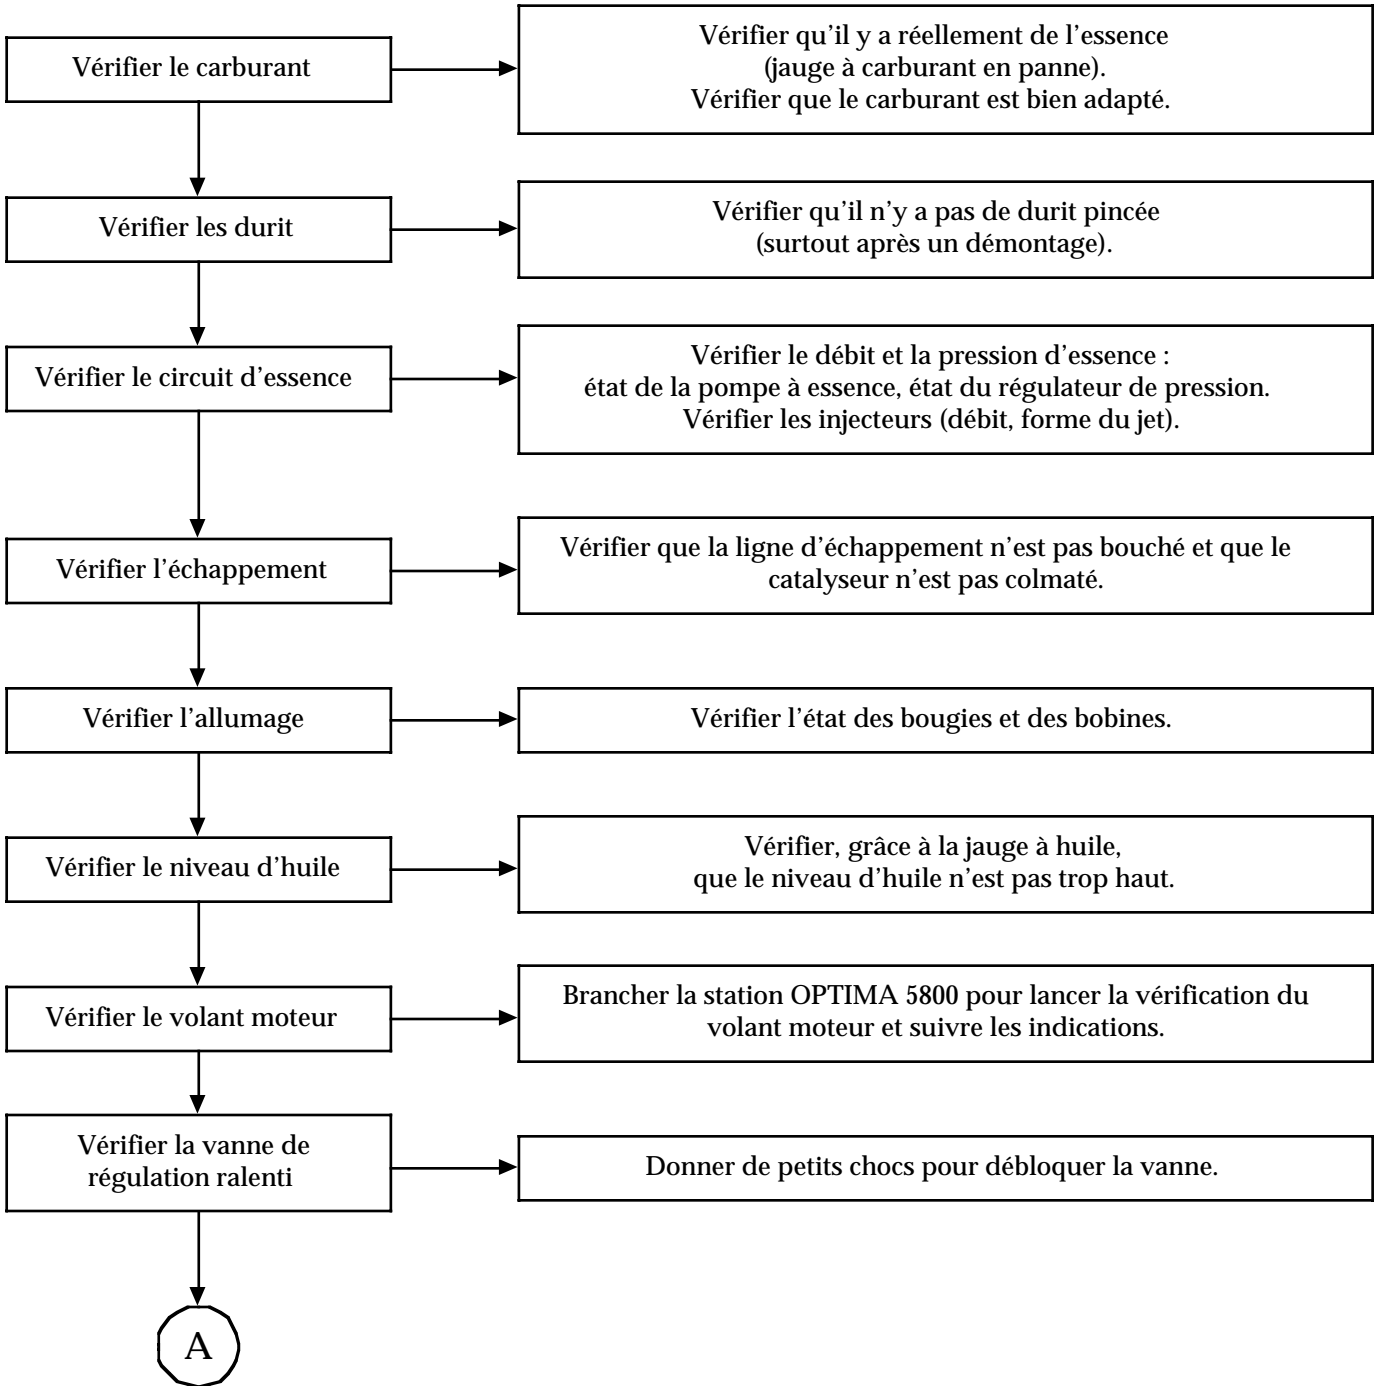 Vérifier le carburant
Vérifier qu’il y a réellement de l’essence
(jauge à carburant en panne).
Vérifier que le carburant est bien adapté.
Vérifier les durit
Vérifier qu’il n’y a pas de durit pincée
(surtout après un démontage).
Vérifier le circuit d’essence
Vérifier le débit et la pression d’essence :
état de la pompe à essence, état du régulateur de pression.
Vérifier les injecteurs (débit, forme du jet).
Vérifier l’échappement
Vérifier que la ligne d’échappement n’est pas bouché et que le
catalyseur n’est pas colmaté.
Vérifier l’allumage
Vérifier l’état des bougies et des bobines.
Vérifier le niveau d’huile
Vérifier, grâce à la jauge à huile,
que le niveau d’huile n’est pas trop haut.
Vérifier le volant moteur
Brancher la station OPTIMA 5800 pour lancer la vérification du
volant moteur et suivre les indications.
Vérifier la vanne de
régulation ralenti
Donner de petits chocs pour débloquer la vanne.
A